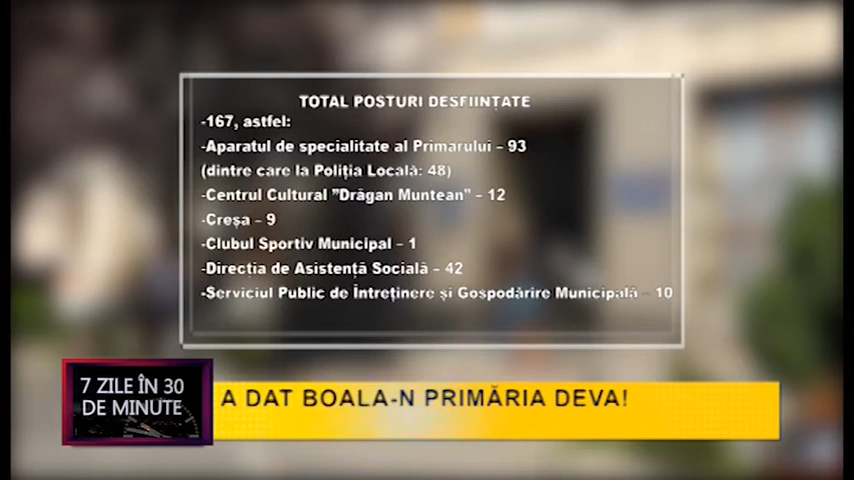 TOTAL POSTURI DESFIINȚATE
-167, astfel:
-Aparatul de specialitate al Primarului - 93
(dintre care la Poliția Locală: 48)
-Centrul Cultural "Drăgan Muntean" - 12
-Creșa - 9
-Clubul Sportiv Municipal - 1
-Direcția de Asistență Socială - 42
-Serviciul Public de Întreținere și Gospodărire Municipală - 10
7 ZILE ÎN 30
DE MINUTE
A DAT BOALA-N PRIMĂRIA DEVA!